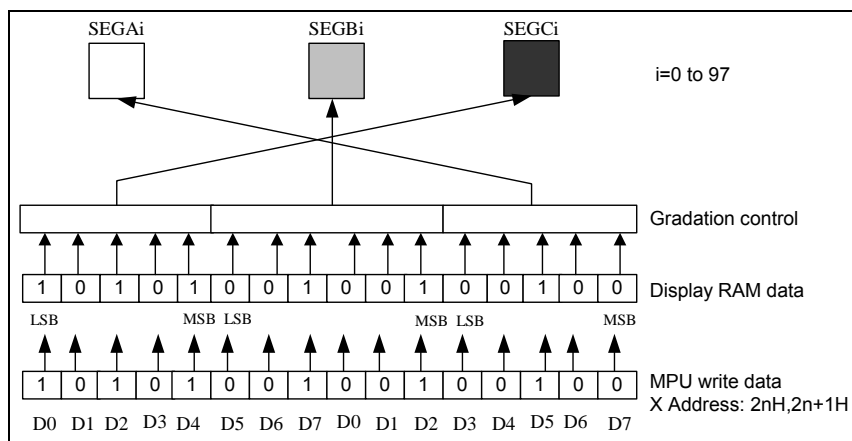 SEGAi SEGBi SEGCi
i=0 to 97
Gradation control
1 0 1 0 1 0 0 1 0 0 1 0 0 1 0 0 Display RAM data
LSB MSB LSB MSB LSB MSB
1 0 1 0 1 0 0 1 0 0 1 0 0 1 0 0 MPU write data
X Address: 2nH,2n+1H
D0 D1 D2 D3 D4 D5 D6 D7 D0 D1 D2 D3 D4 D5 D6 D7